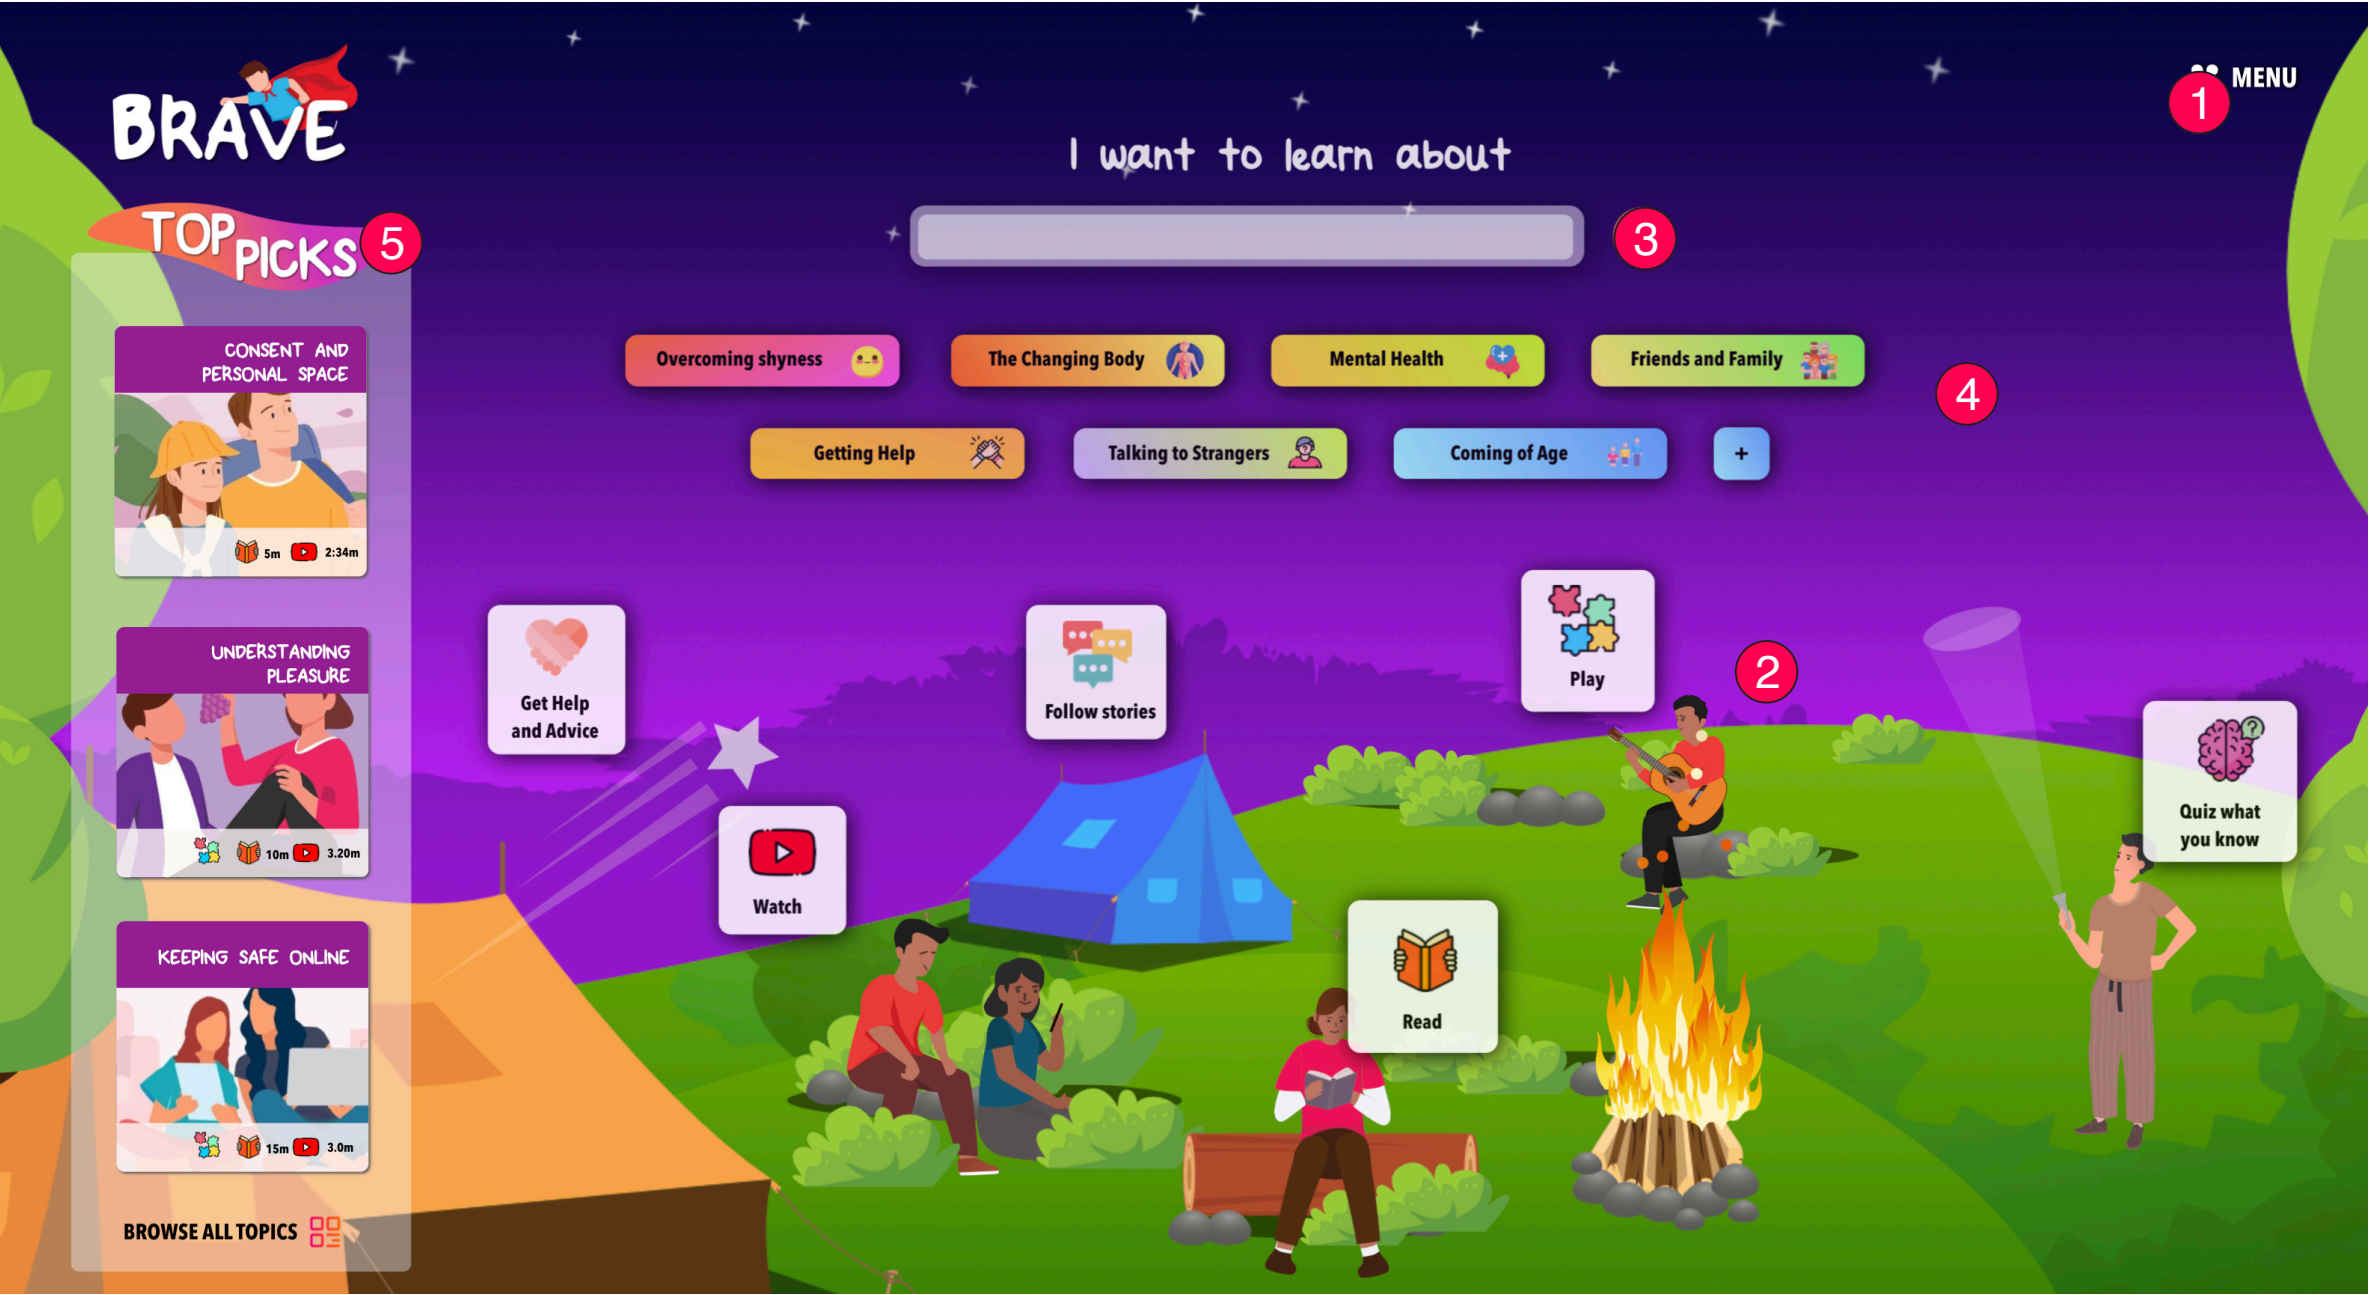 BRAVE
MENU
1
I want to learn about
TOP
PICKS
5
3
Overcoming shyness
The Changing Body
Mental Health
Friends and Family
4
Getting Help
Talking to Strangers
Coming of Age
+
CONSENT AND
PERSONAL SPACE
5m
2:34m
UNDERSTANDING
PLEASURE
10m
3.20m
KEEPING SAFE ONLINE
15m
3.0m
BROWSE ALL TOPICS
Get Help
and Advice
Follow stories
Play
2
Watch
Read
?
Quiz what
you know